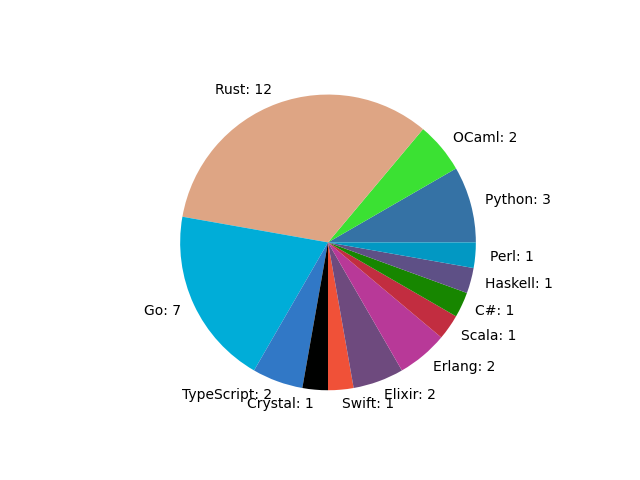 Rust: 12
OCaml: 2
Python: 3
Perl: 1
Haskell: 1
Go: 7
C#: 1
Scala: 1
Erlang: 2
TypeScript: 2
Elixir: 2
Crystal: 1
Swift: 1